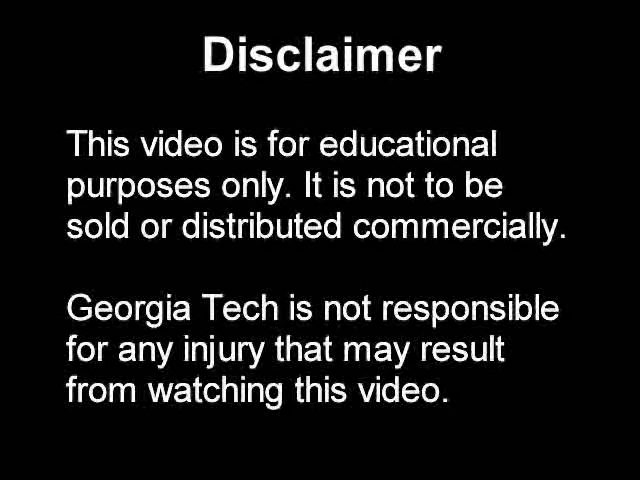 Disclaimer
This video is for educational
purposes only. It is not to be
sold or distributed commercially.
Georgia Tech is not responsible
for any injury that may result
from watching this video.